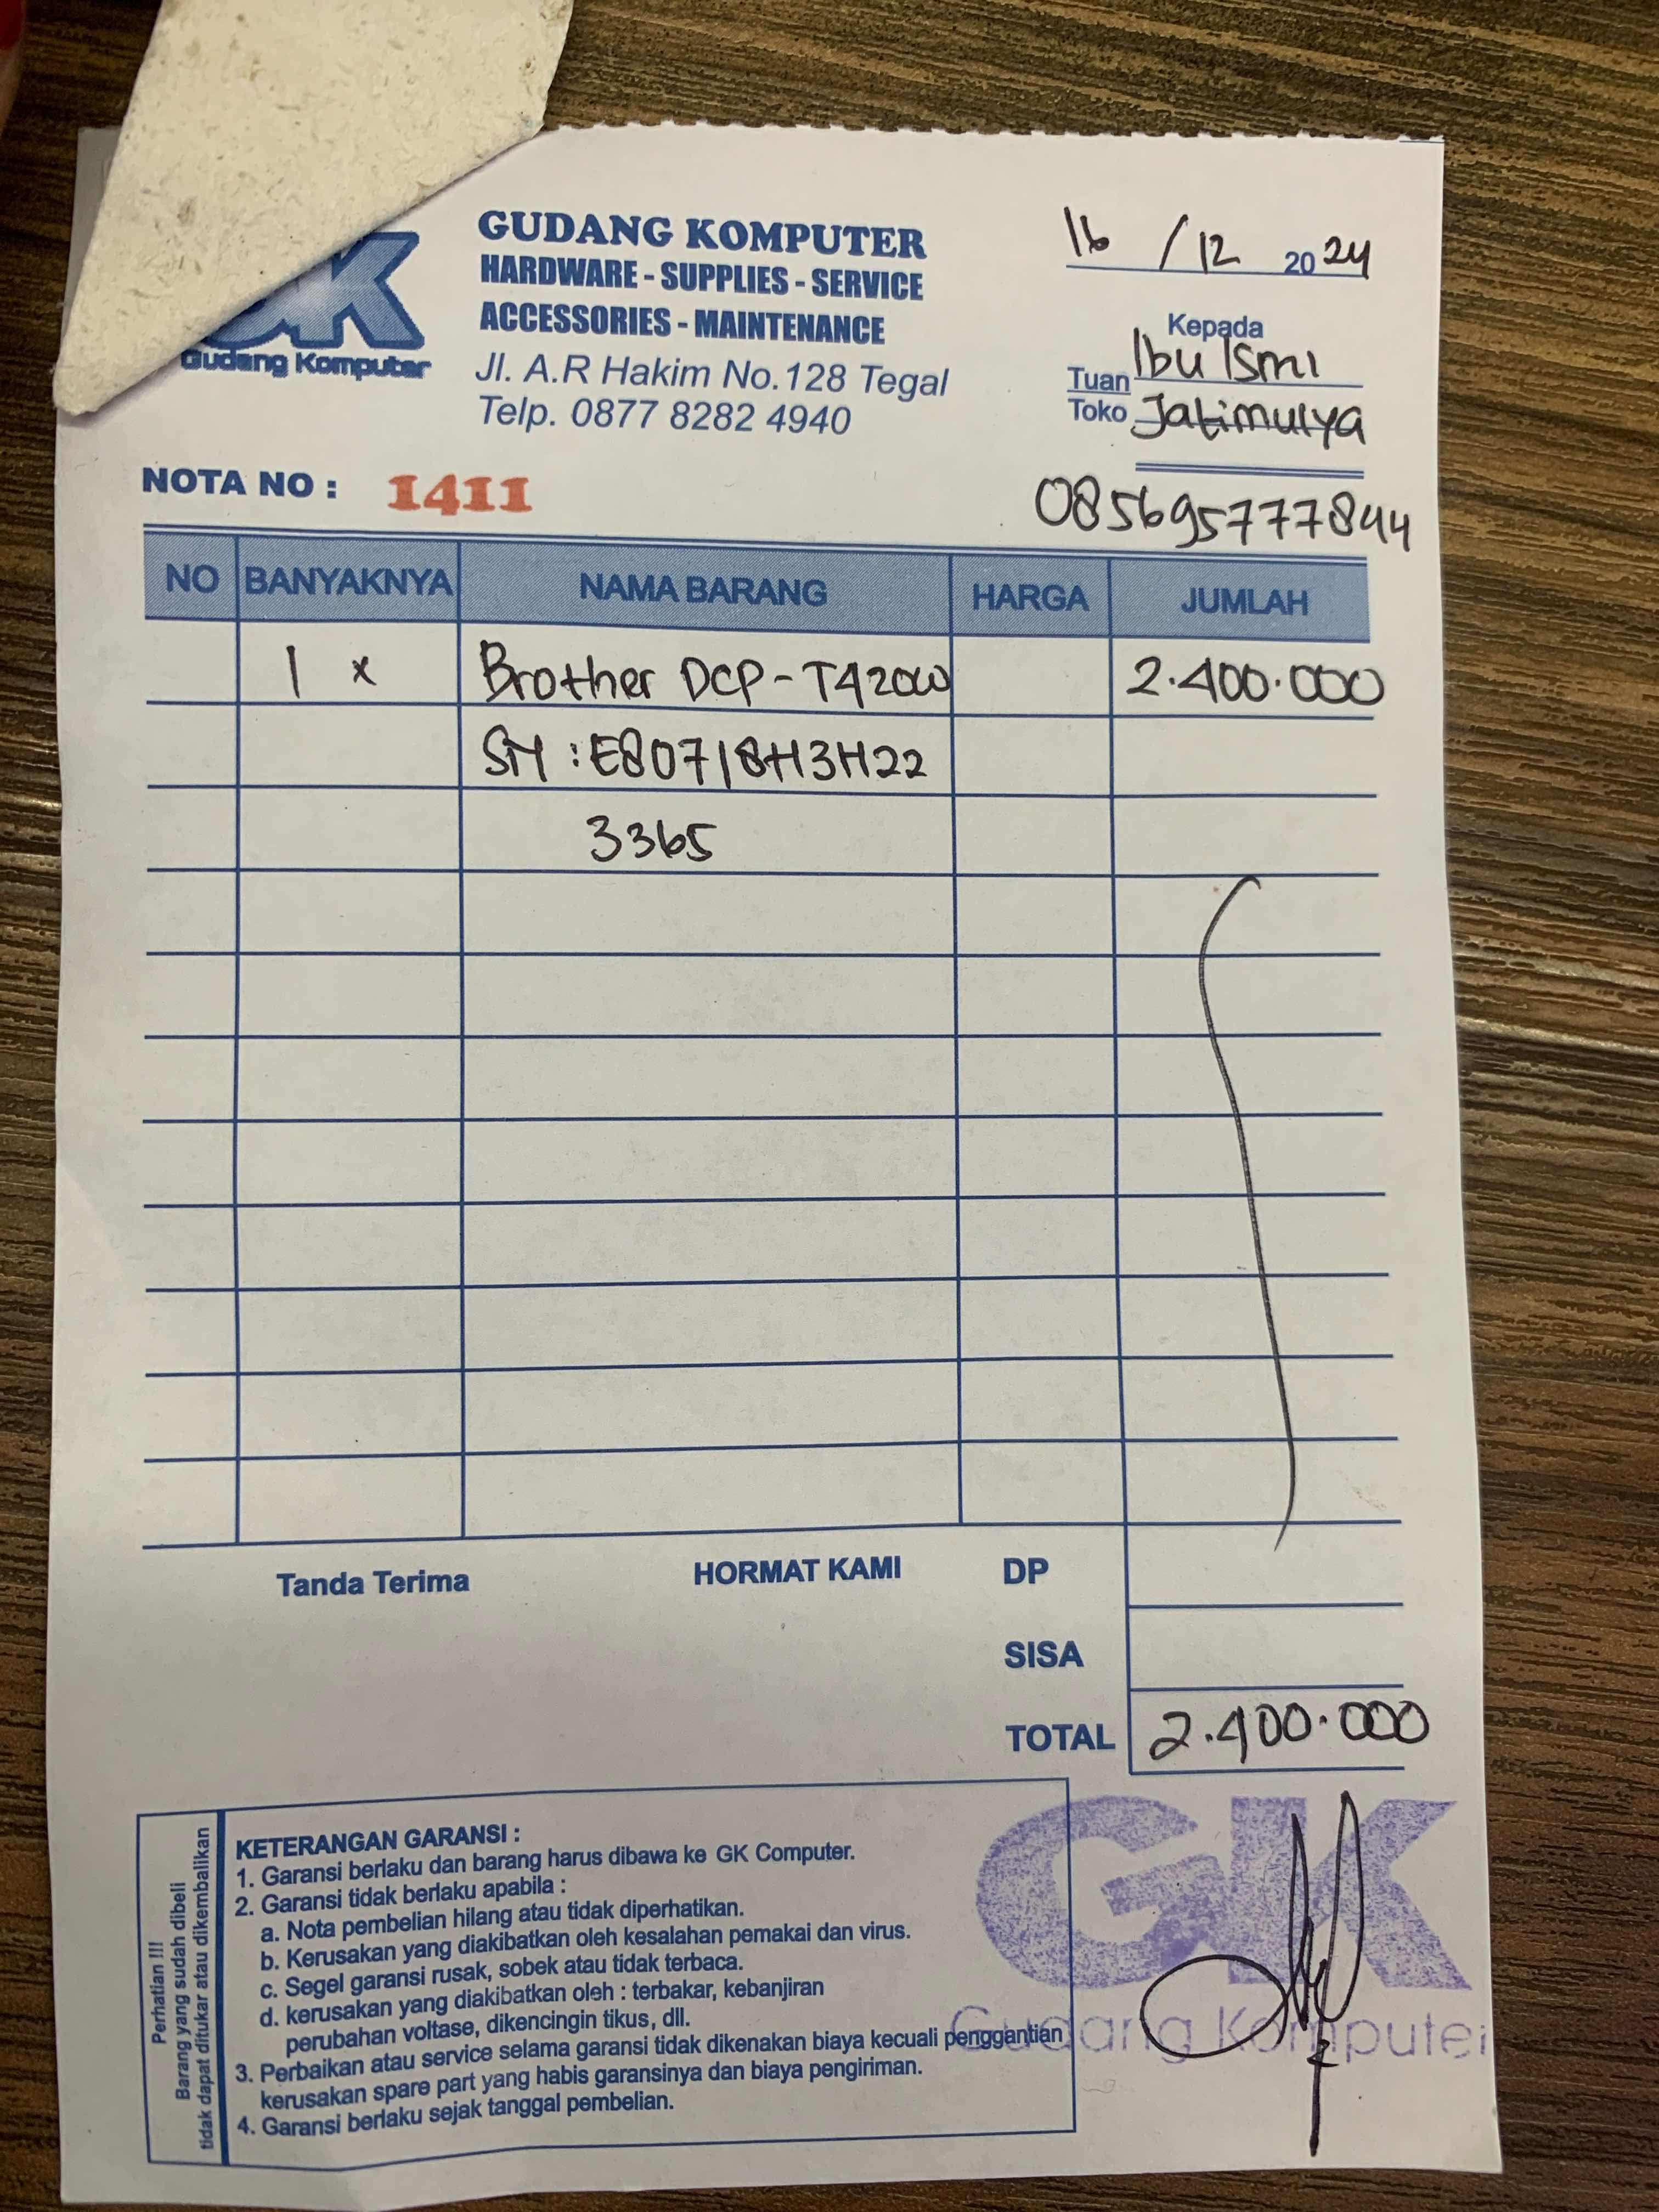 GK
Gudang Komputer
GUDANG KOMPUTER
HARDWARE - SUPPLIES - SERVICE
ACCESSORIES - MAINTENANCE
Jl. A.R Hakim No.128 Tegal
Telp. 0877 8282 4940
16 / 12 2024
Kepada
Tuan Ibu Ismi
Toko Jatimulya
085695777844
NOTA NO : 1411
NO BANYAKNYA NAMA BARANG HARGA JUMLAH
1 x Brother DCP-T420W 2.400.000
SN : E80718H3H22
3365
Tanda Terima HORMAT KAMI DP
SISA
TOTAL 2.400.000
Perhatian !!!
Barang yang sudah dibeli
tidak dapat ditukar atau dikembalikan
KETERANGAN GARANSI :
1. Garansi berlaku dan barang harus dibawa ke GK Computer.
2. Garansi tidak berlaku apabila :
a. Nota pembelian hilang atau tidak diperhatikan.
b. Kerusakan yang diakibatkan oleh kesalahan pemakai dan virus.
c. Segel garansi rusak, sobek atau tidak terbaca.
d. kerusakan yang diakibatkan oleh : terbakar, kebanjiran
perubahan voltase, dikencingin tikus, dll.
3. Perbaikan atau service selama garansi tidak dikenakan biaya kecuali penggantian
kerusakan spare part yang habis garansinya dan biaya pengiriman.
4. Garansi berlaku sejak tanggal pembelian.
GK
Gudang Komputer